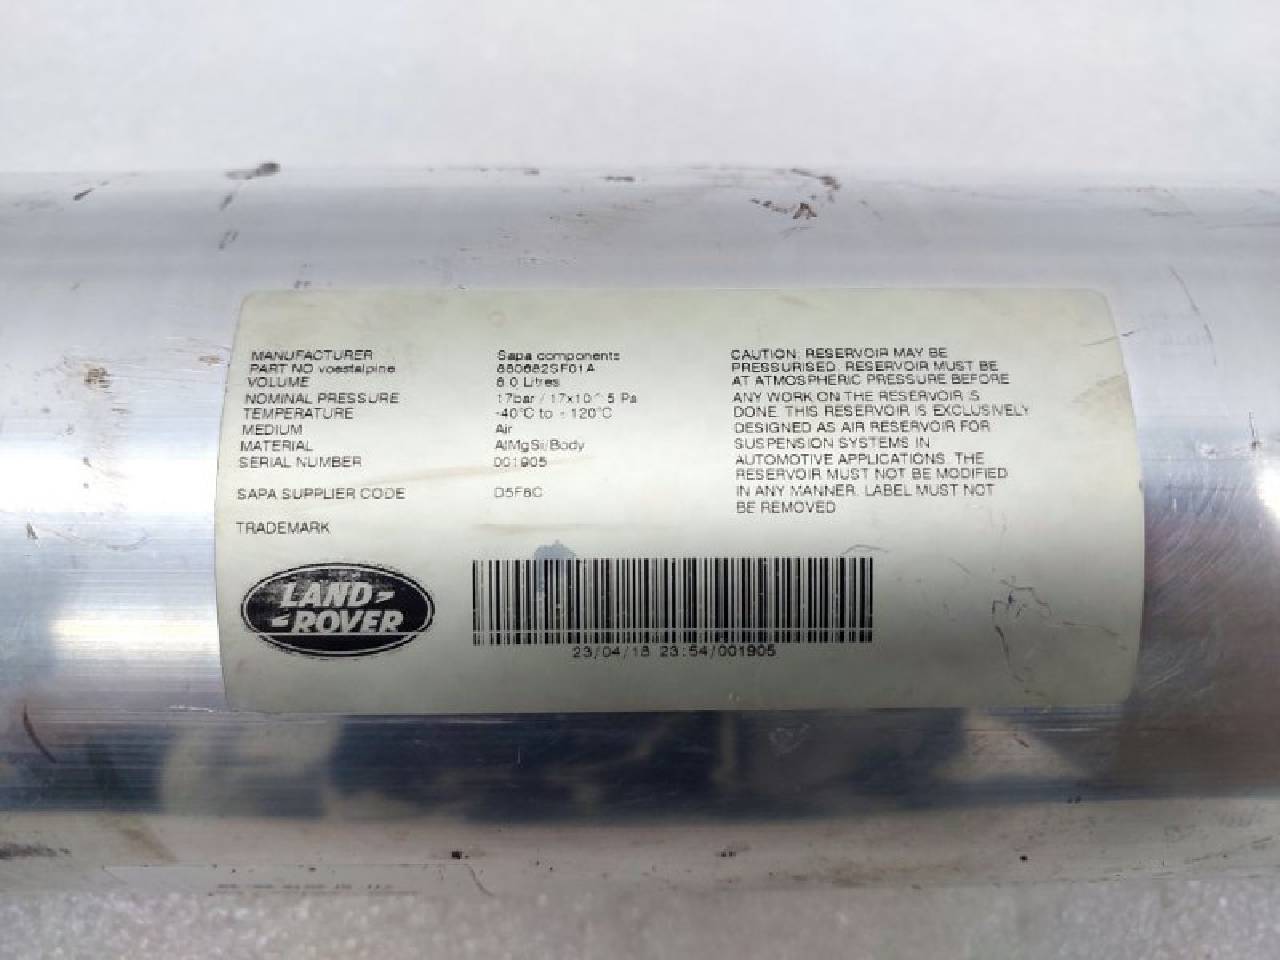 MANUFACTURER Sapa components
PART NO voestalpine
VOLUME 8.0 Litres
NOMINAL PRESSURE 17bar / 17x10^5 Pa
TEMPERATURE -40°C to +120°C
MEDIUM Air
MATERIAL AlMgSi/Body
SERIAL NUMBER 001905
SAPA SUPPLIER CODE D5F8C
TRADEMARK
LAND
ROVER
CAUTION: RESERVOIR MAY BE
PRESSURISED. RESERVOIR MUST BE
AT ATMOSPHERIC PRESSURE BEFORE
ANY WORK ON THE RESERVOIR IS
DONE. THIS RESERVOIR IS EXCLUSIVELY
DESIGNED AS AIR RESERVOIR FOR
SUSPENSION SYSTEMS IN
AUTOMOTIVE APPLICATIONS. THE
RESERVOIR MUST NOT BE MODIFIED
IN ANY MANNER. LABEL MUST NOT
BE REMOVED
23/04/18 23:54/001905